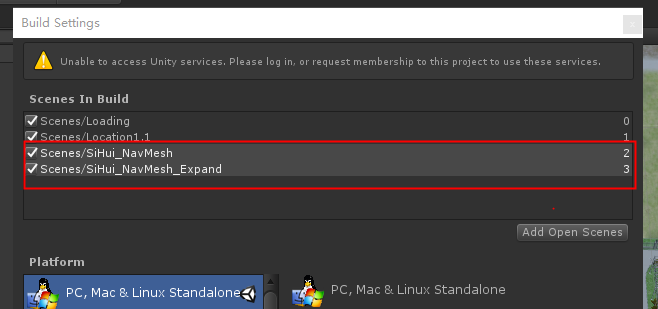 Build Settings
Unable to access Unity services. Please log in, or request membership to this project to use these services.
Scenes In Build
Scenes/Loading 0
Scenes/Location1.1 1
Scenes/SiHui_NavMesh 2
Scenes/SiHui_NavMesh_Expand 3
Add Open Scenes
Platform
PC, Mac & Linux Standalone
PC, Mac & Linux Standalone